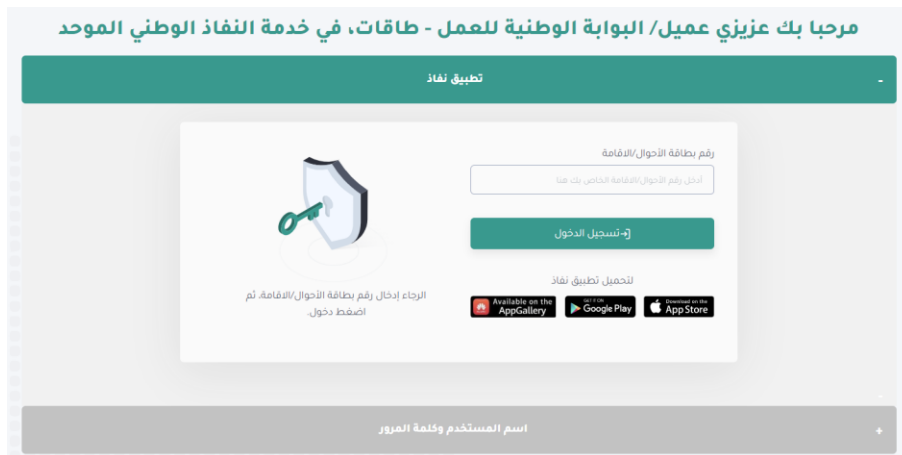 مرحبا بك عزيزي عميل/ البوابة الوطنية للعمل - طاقات، في خدمة النفاذ الوطني الموحد
تطبيق نفاذ
-
رقم بطاقة الأحوال/الاقامة
أدخل رقم الأحوال/الاقامة الخاص بك هنا
تسجيل الدخول
لتحميل تطبيق نفاذ
Available on the AppGallery
GET IT ON Google Play
Download on the App Store
الرجاء إدخال رقم بطاقة الأحوال/الاقامة، ثم
اضغط دخول.
اسم المستخدم وكلمة المرور
+